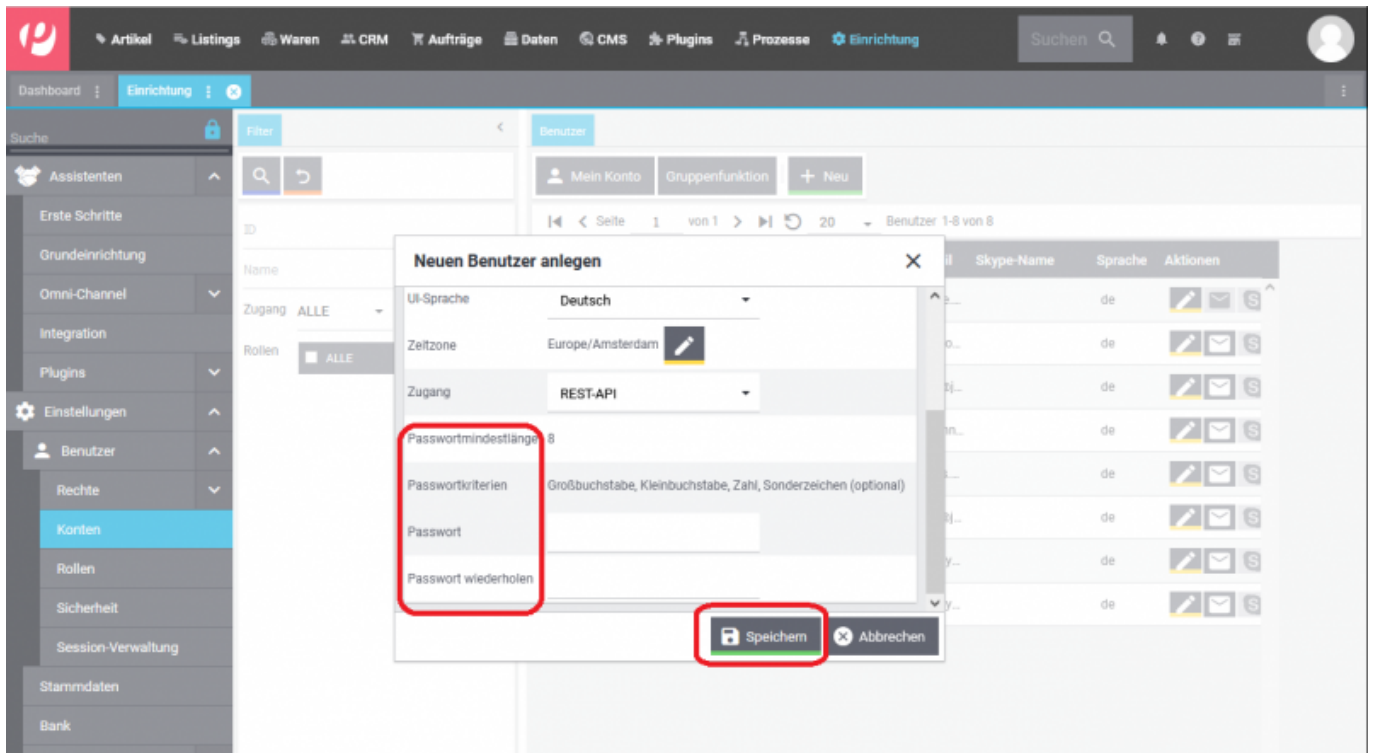 Artikel Listings Waren CRM Aufträge Daten CMS Plugins Prozesse Einrichtung Suchen
Dashboard Einrichtung
Suche
Assistenten
Erste Schritte
Grundeinrichtung
Omni-Channel
Integration
Plugins
Einstellungen
Benutzer
Rechte
Konten
Rollen
Sicherheit
Session-Verwaltung
Stammdaten
Bank
Filter
ID
Name
Zugang ALLE
Rollen ALLE
Benutzer
Mein Konto Gruppenfunktion Neu
Seite 1 von 1 20 Benutzer 1-8 von 8
Skype-Name Sprache Aktionen
de
de
de
de
de
de
de
de
Neuen Benutzer anlegen
UI-Sprache Deutsch
Zeitzone Europe/Amsterdam
Zugang REST-API
Passwortmindestlänge 8
Passwortkriterien Großbuchstabe, Kleinbuchstabe, Zahl, Sonderzeichen (optional)
Passwort
Passwort wiederholen
Speichern Abbrechen